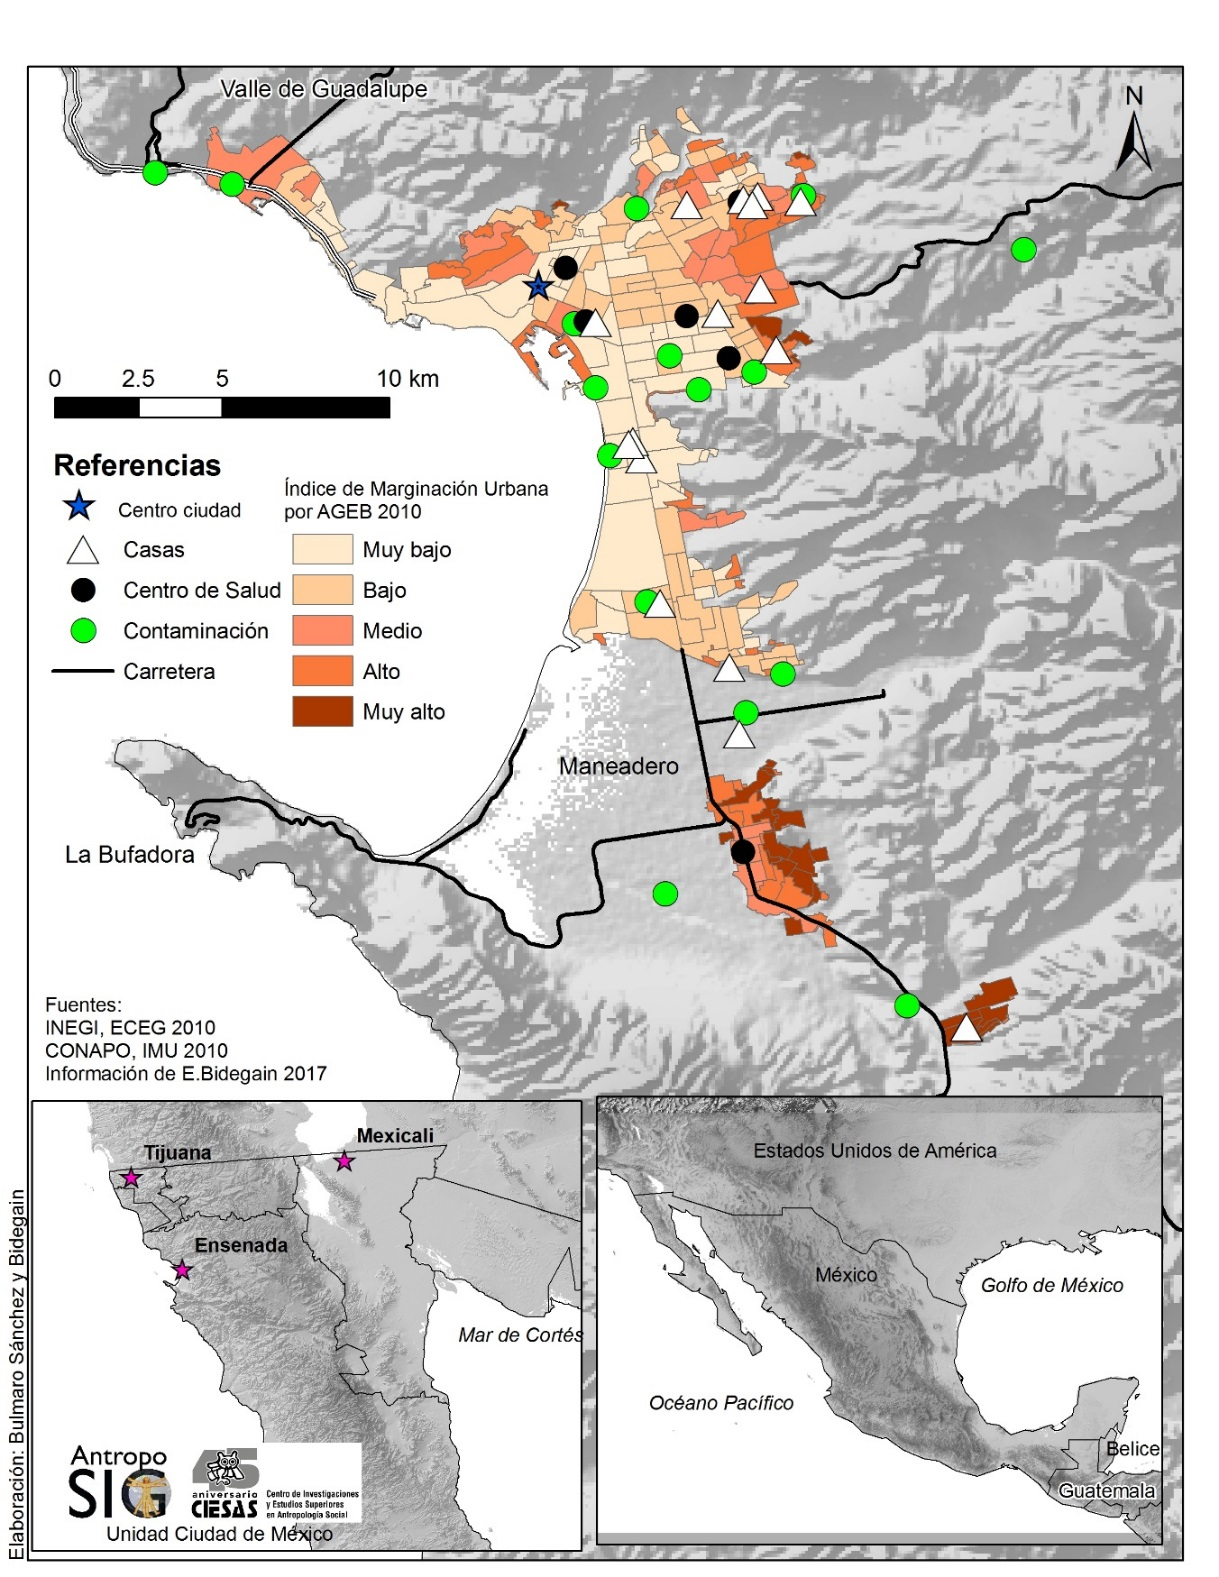 Valle de Guadalupe
N
0 2.5 5 10 km
Referencias
Centro ciudad
Casas
Centro de Salud
Contaminación
Carretera
Índice de Marginación Urbana
por AGEB 2010
Muy bajo
Bajo
Medio
Alto
Muy alto
Maneadero
La Bufadora
Fuentes:
INEGI, ECEG 2010
CONAPO, IMU 2010
Información de E.Bidegain 2017
Elaboración: Bulmaro Sánchez y Bidegain
Tijuana
Mexicali
Ensenada
Mar de Cortés
Antropo
SIG
45
aniversario
CIESAS
Centro de Investigaciones
y Estudios Superiores
en Antropología Social
Unidad Ciudad de México
Estados Unidos de América
México
Golfo de México
Océano Pacífico
Belice
Guatemala